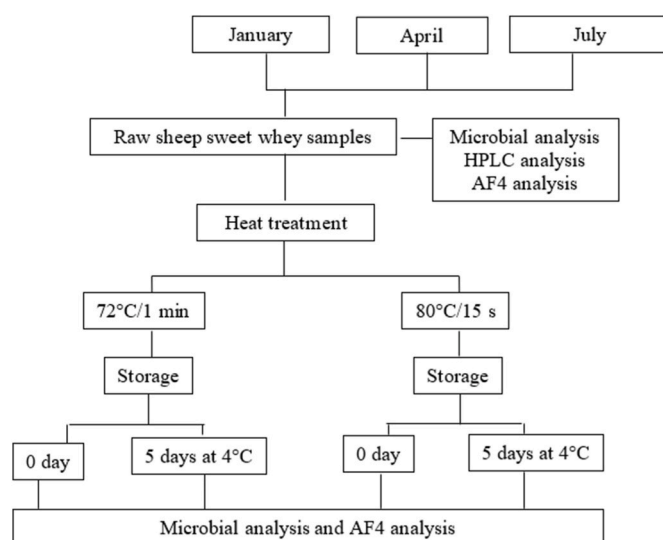 January
April
July
Raw sheep sweet whey samples
Microbial analysis
HPLC analysis
AF4 analysis
Heat treatment
72°C/1 min
80°C/15 s
Storage
Storage
0 day
5 days at 4°C
0 day
5 days at 4°C
Microbial analysis and AF4 analysis